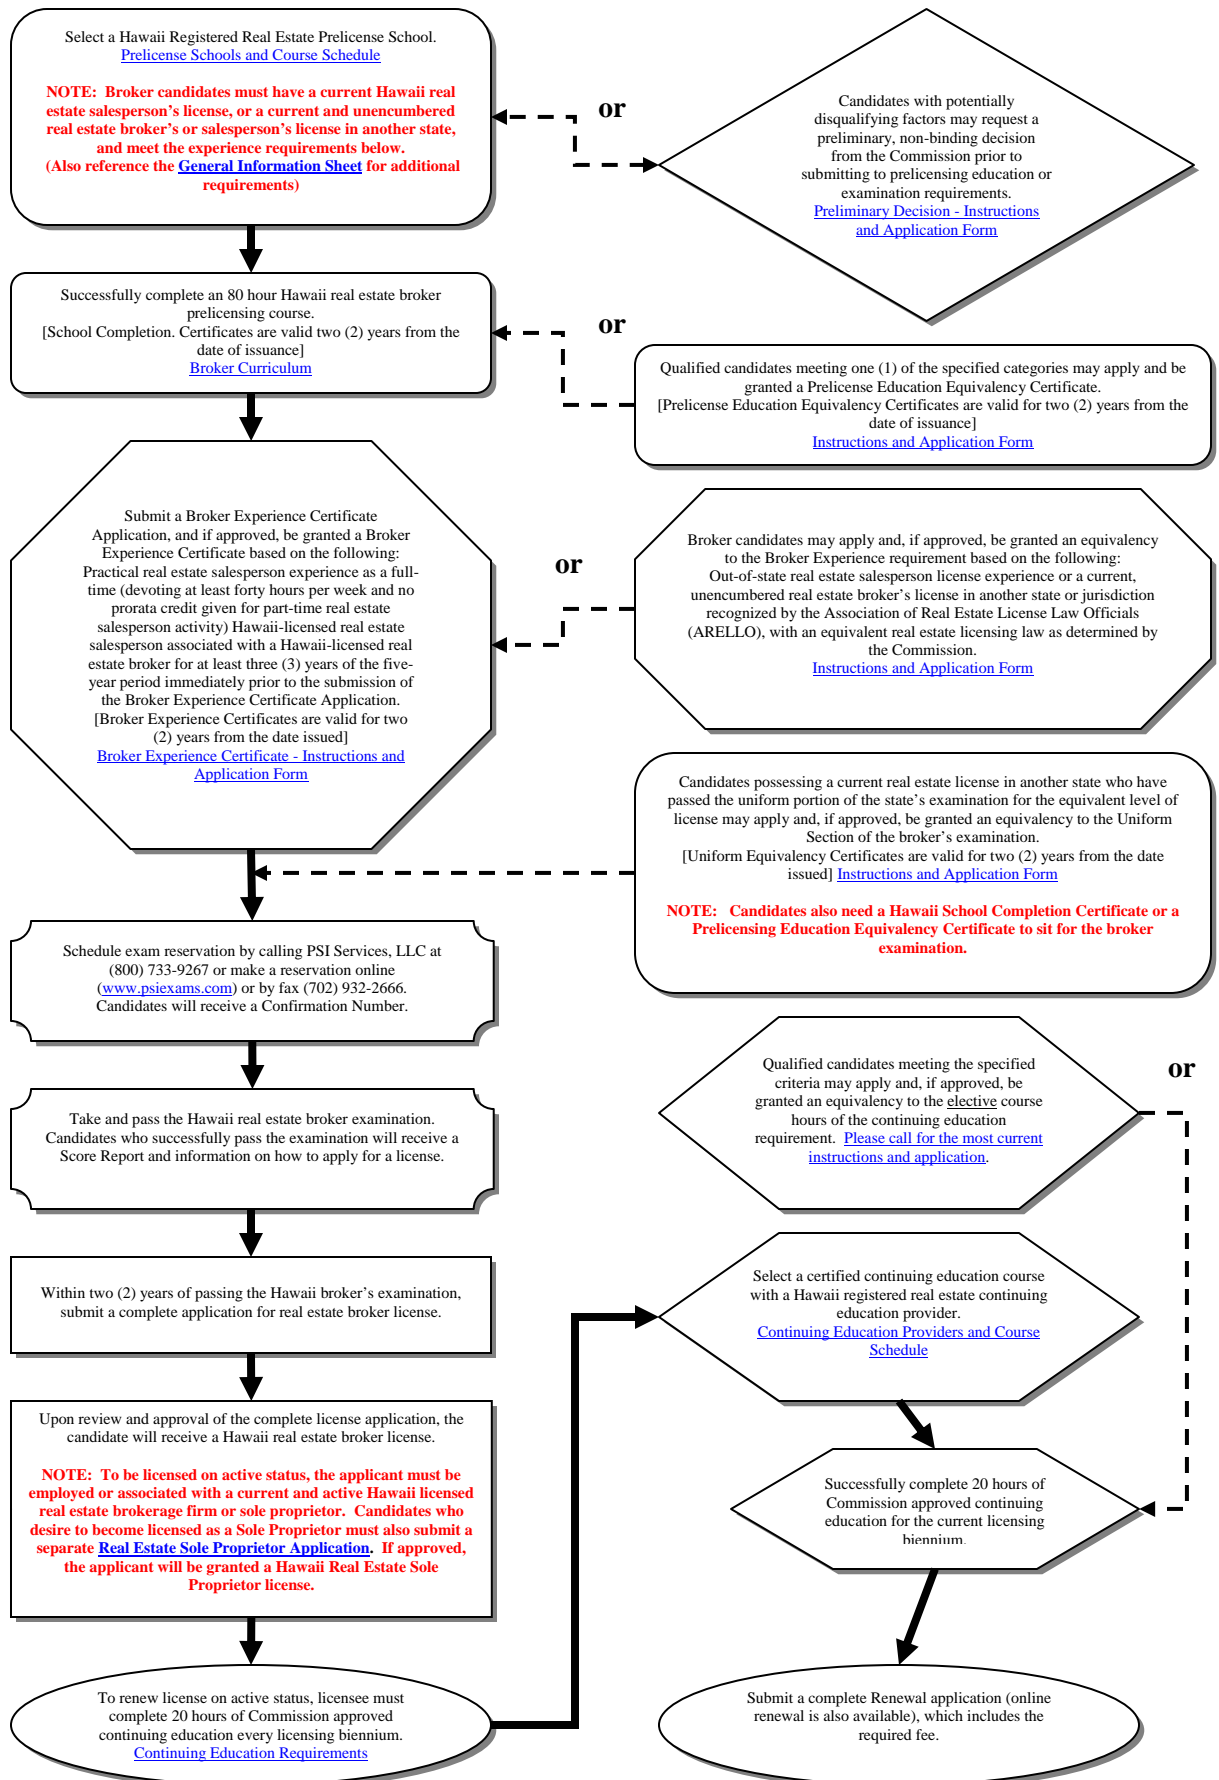 Select a Hawaii Registered Real Estate Prelicense School.
Prelicense Schools and Course Schedule
NOTE: Broker candidates must have a current Hawaii real
estate salesperson's license, or a current and unencumbered
real estate broker's or salesperson's license in another state,
and meet the experience requirements below.
(Also reference the General Information Sheet for additional
requirements)
or
Candidates with potentially
disqualifying factors may request a
preliminary, non-binding decision
from the Commission prior to
submitting to prelicensing education or
examination requirements.
Preliminary Decision - Instructions
and Application Form
Successfully complete an 80 hour Hawaii real estate broker
prelicensing course.
[School Completion. Certificates are valid two (2) years from the
date of issuance]
Broker Curriculum
or
Qualified candidates meeting one (1) of the specified categories may apply and be
granted a Prelicense Education Equivalency Certificate.
[Prelicense Education Equivalency Certificates are valid for two (2) years from the
date of issuance]
Instructions and Application Form
Submit a Broker Experience Certificate
Application, and if approved, be granted a Broker
Experience Certificate based on the following:
Practical real estate salesperson experience as a full-
time (devoting at least forty hours per week and no
prorata credit given for part-time real estate
salesperson activity) Hawaii-licensed real estate
salesperson associated with a Hawaii-licensed real
estate broker for at least three (3) years of the five-
year period immediately prior to the submission of
the Broker Experience Certificate Application.
[Broker Experience Certificates are valid for two
(2) years from the date issued]
Broker Experience Certificate - Instructions and
Application Form
or
Broker candidates may apply and, if approved, be granted an equivalency
to the Broker Experience requirement based on the following:
Out-of-state real estate salesperson license experience or a current,
unencumbered real estate broker's license in another state or jurisdiction
recognized by the Association of Real Estate License Law Officials
(ARELLO), with an equivalent real estate licensing law as determined by
the Commission.
Instructions and Application Form
Candidates possessing a current real estate license in another state who have
passed the uniform portion of the state's examination for the equivalent level of
license may apply and, if approved, be granted an equivalency to the Uniform
Section of the broker's examination.
[Uniform Equivalency Certificates are valid for two (2) years from the date
issued] Instructions and Application Form
NOTE: Candidates also need a Hawaii School Completion Certificate or a
Prelicensing Education Equivalency Certificate to sit for the broker
examination.
Schedule exam reservation by calling PSI Services, LLC at
(800) 733-9267 or make a reservation online
(www.psiexams.com) or by fax (702) 932-2666.
Candidates will receive a Confirmation Number.
Take and pass the Hawaii real estate broker examination.
Candidates who successfully pass the examination will receive a
Score Report and information on how to apply for a license.
Within two (2) years of passing the Hawaii broker's examination,
submit a complete application for real estate broker license.
Upon review and approval of the complete license application, the
candidate will receive a Hawaii real estate broker license.
NOTE: To be licensed on active status, the applicant must be
employed or associated with a current and active Hawaii licensed
real estate brokerage firm or sole proprietor. Candidates who
desire to become licensed as a Sole Proprietor must also submit a
separate Real Estate Sole Proprietor Application. If approved,
the applicant will be granted a Hawaii Real Estate Sole
Proprietor license.
To renew license on active status, licensee must
complete 20 hours of Commission approved
continuing education every licensing biennium.
Continuing Education Requirements
Qualified candidates meeting the specified
criteria may apply and, if approved, be
granted an equivalency to the elective course
hours of the continuing education
requirement. Please call for the most current
instructions and application.
or
Select a certified continuing education course
with a Hawaii registered real estate continuing
education provider.
Continuing Education Providers and Course
Schedule
Successfully complete 20 hours of
Commission approved continuing
education for the current licensing
biennium.
Submit a complete Renewal application (online
renewal is also available), which includes the
required fee.